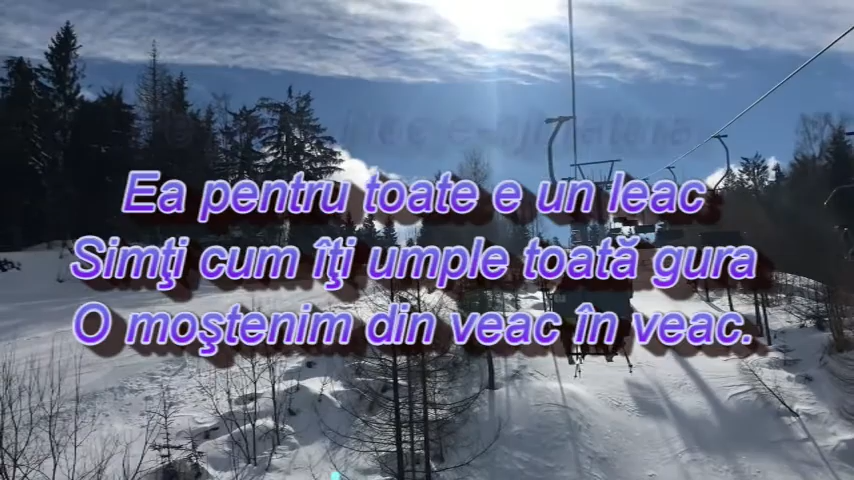 Ea pentru toate e un leac
Simţi cum îţi umple toată gura
O moştenim din veac în veac.